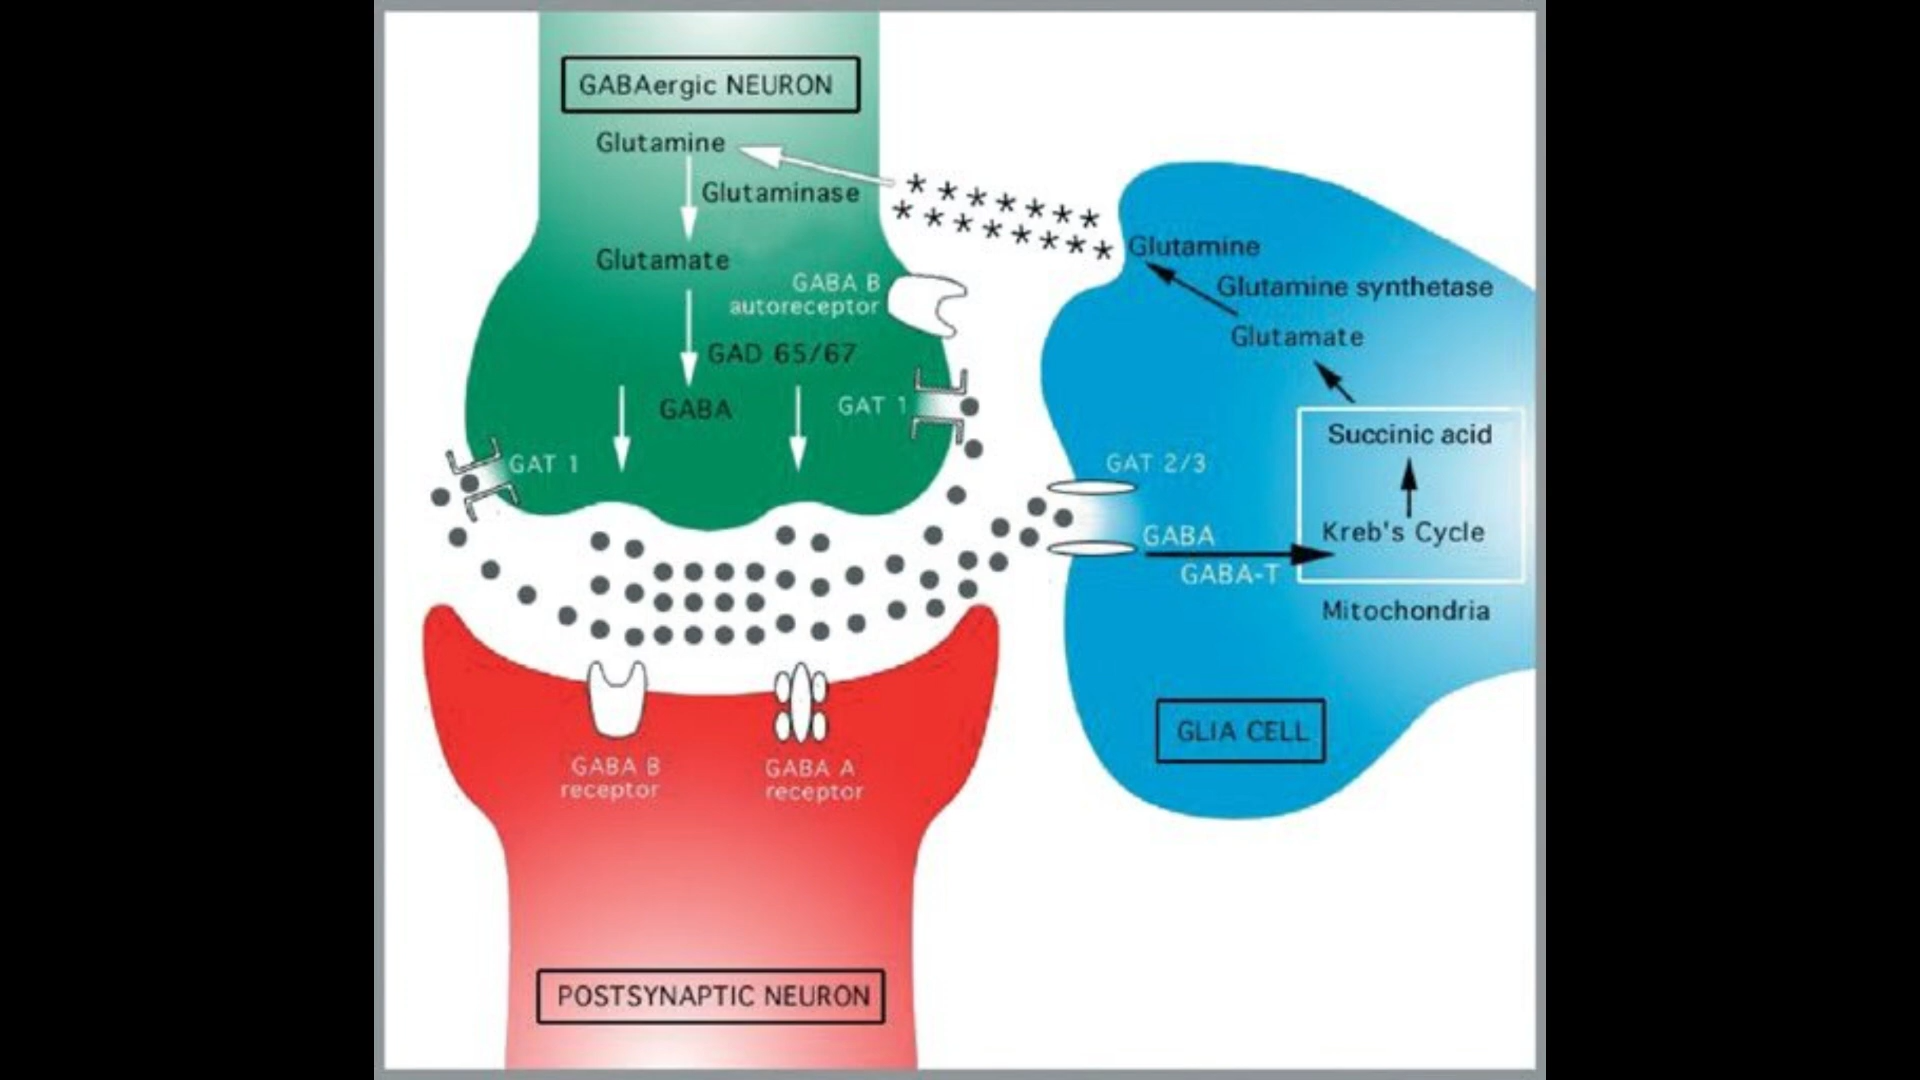 GABAergic NEURON
Glutamine
Glutaminase
Glutamate
GABA B
autoreceptor
GAD 65/67
GABA
GAT 1
GAT 1
* * * * * * *
* * * * * * * *
Glutamine
Glutamine synthetase
Glutamate
Succinic acid
GAT 2/3
Kreb's Cycle
GABA
GABA-T
Mitochondria
GLIA CELL
GABA B
receptor
GABA A
receptor
POSTSYNAPTIC NEURON